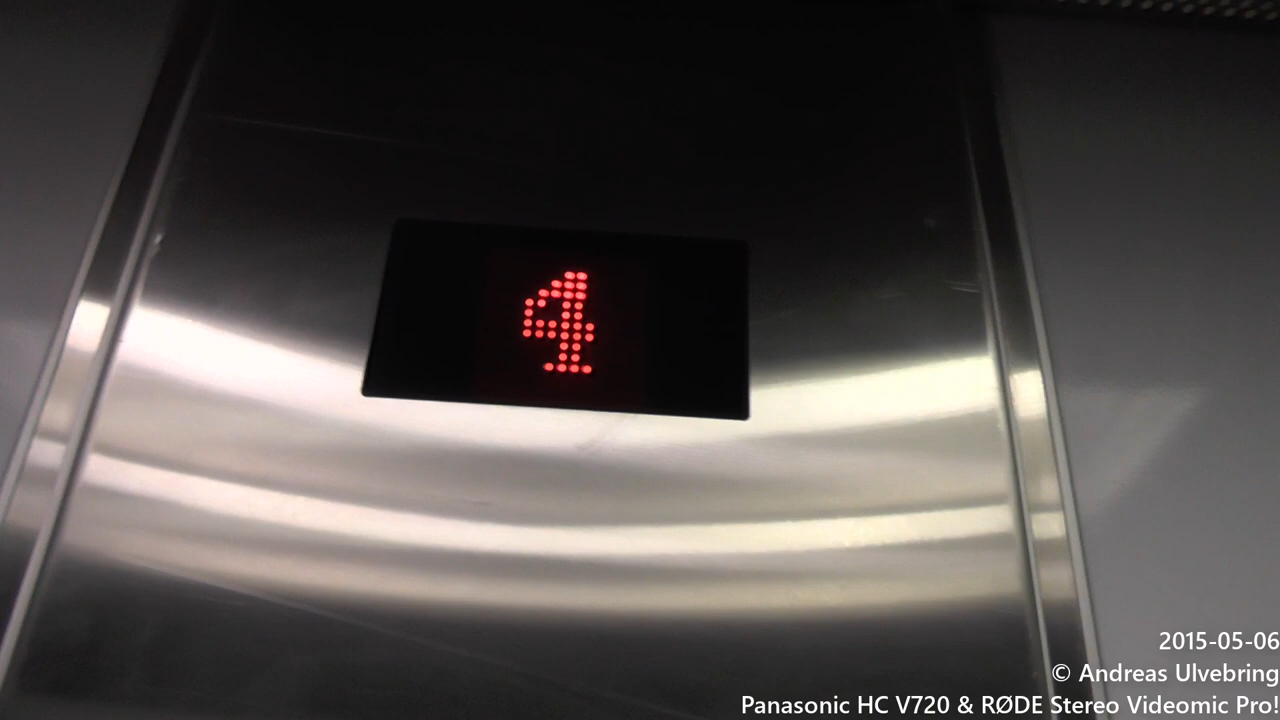 4
2015-05-06
© Andreas Ulvebring
Panasonic HC V720 & RØDE Stereo Videomic Pro!